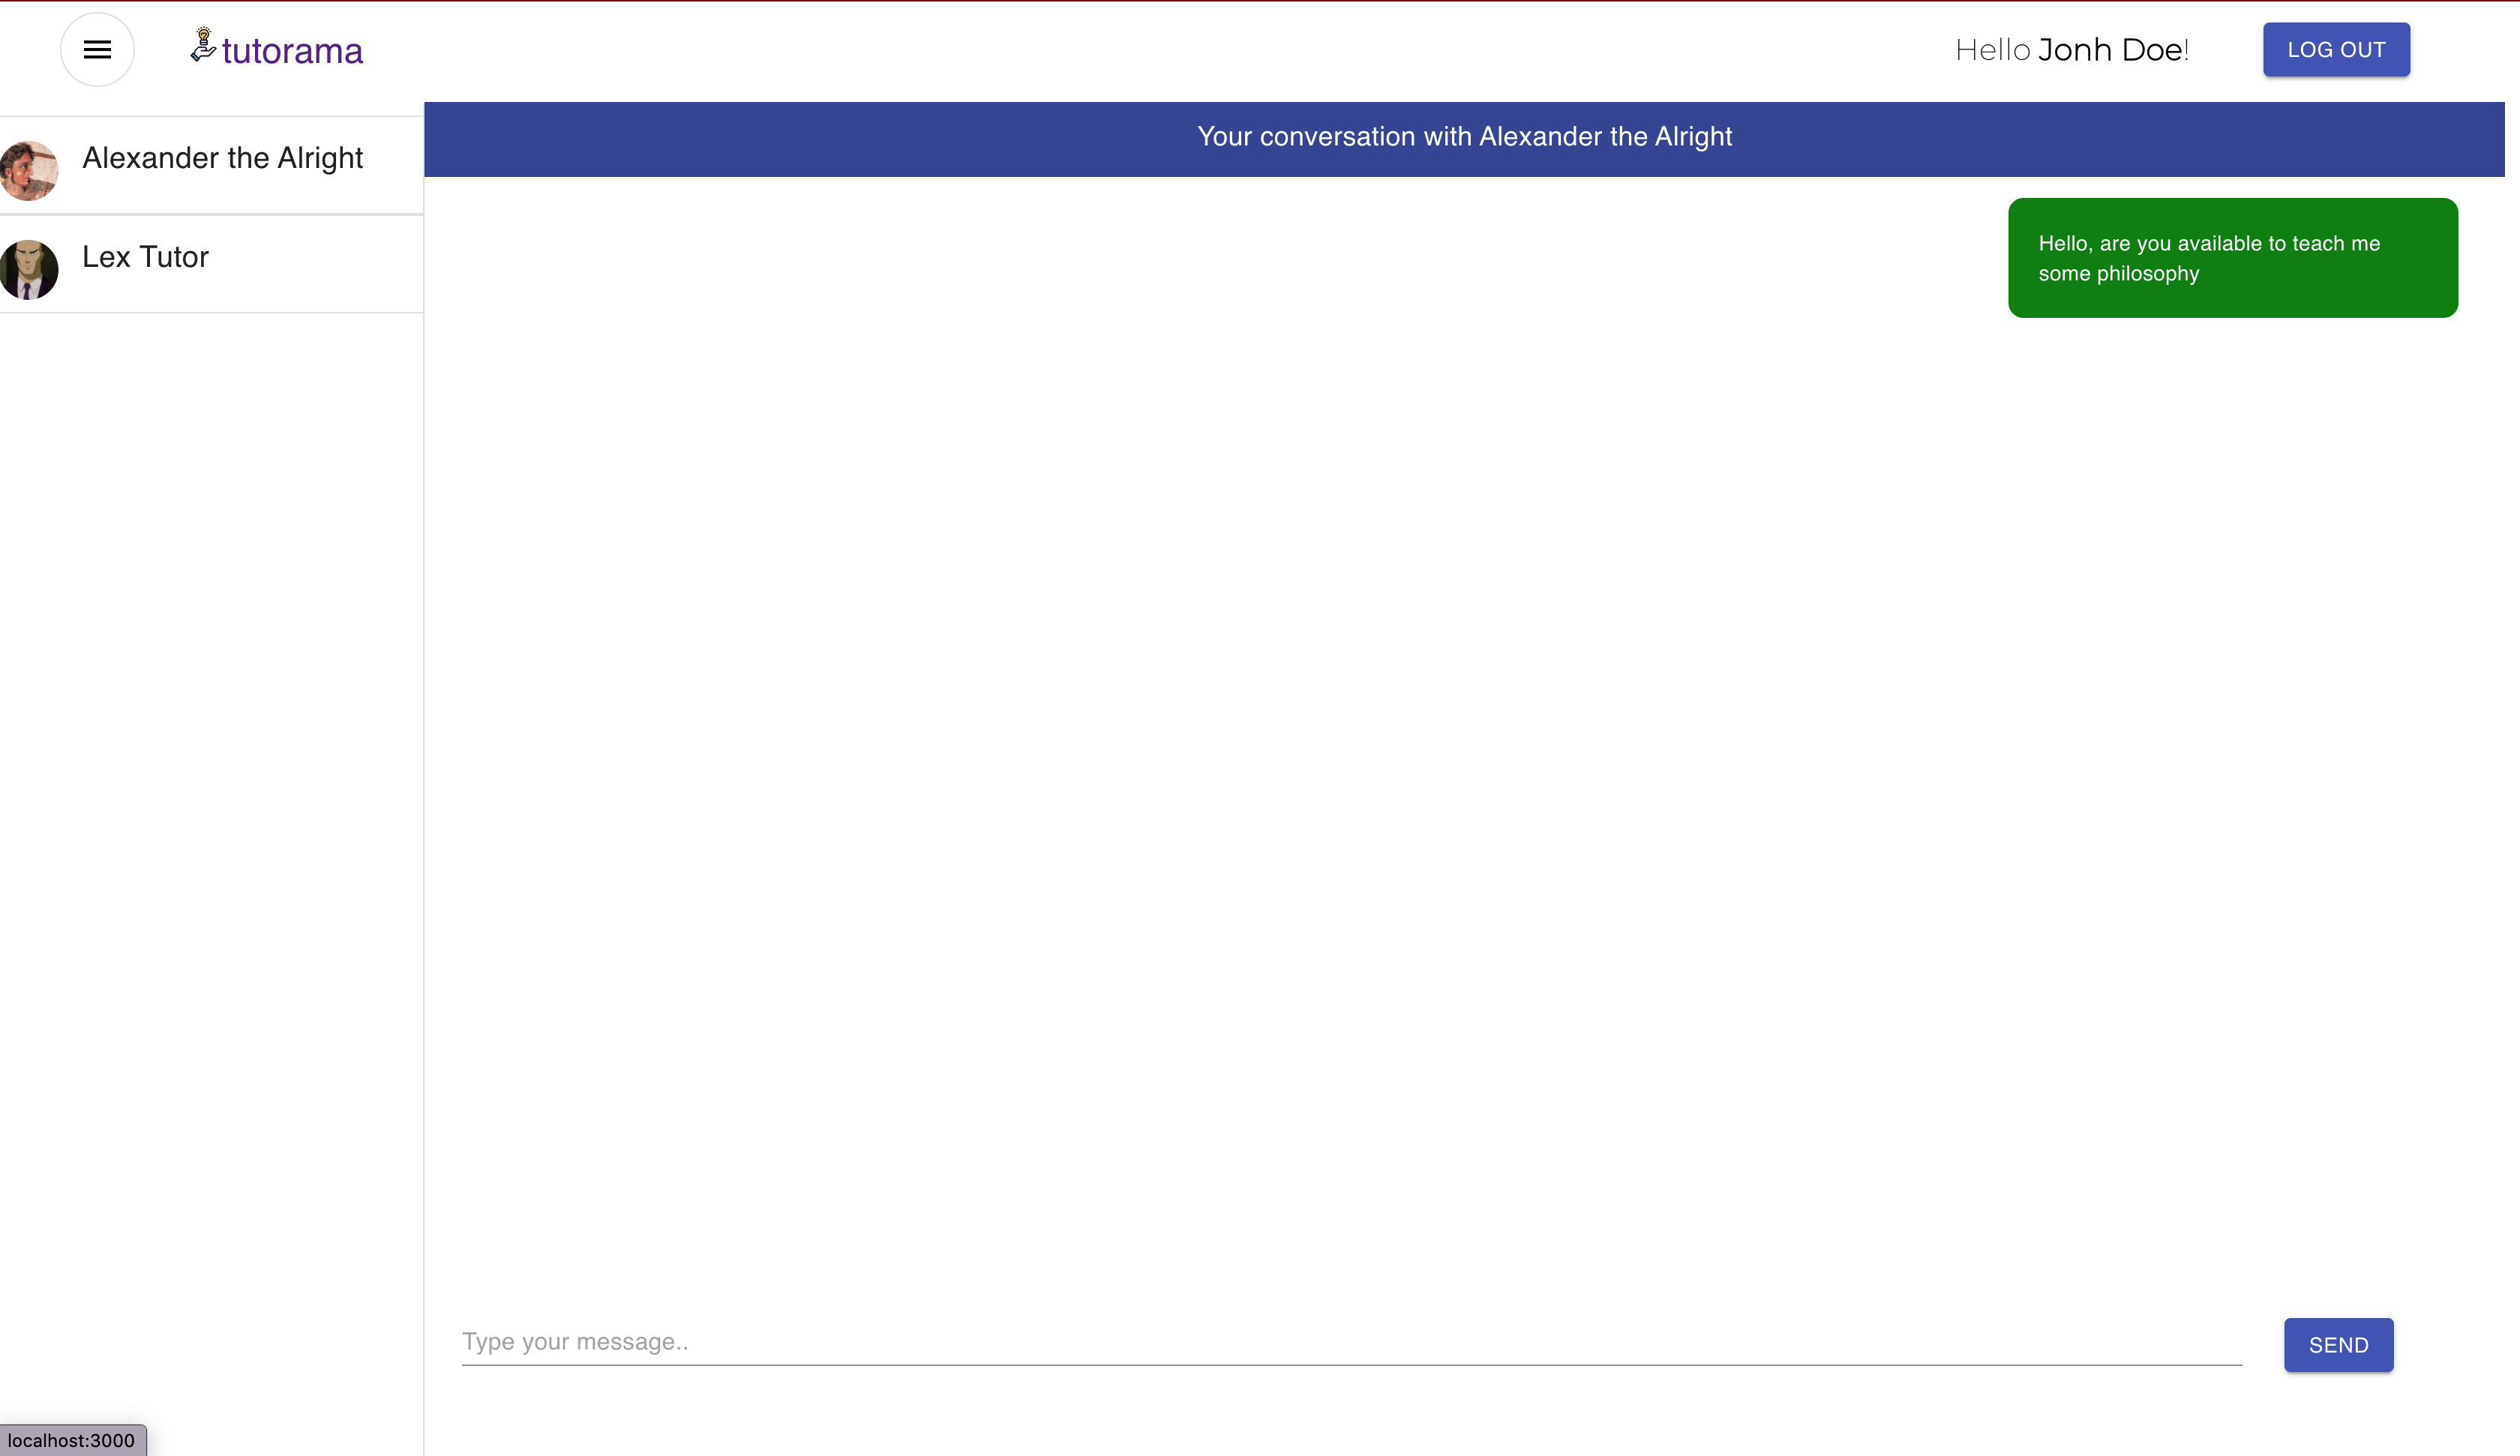 tutorama
Hello Jonh Doe!
LOG OUT
Alexander the Alright
Lex Tutor
Your conversation with Alexander the Alright
Hello, are you available to teach me
some philosophy
Type your message..
SEND
localhost:3000